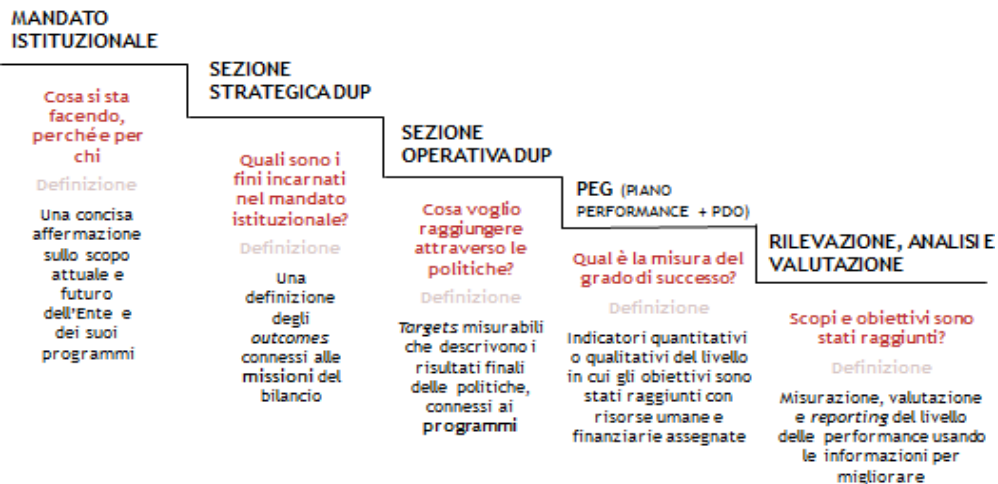 MANDATO
ISTITUZIONALE
Cosa si sta
facendo,
perché e per
chi
Definizione
Una concisa
affermazione
sullo scopo
attuale e
futuro
dell'Ente e
dei suoi
programmi
SEZIONE
STRATEGICA DUP
Quali sono i
fini incarnati
nel mandato
istituzionale?
Definizione
Una
definizione
degli
outcomes
connessi alle
missioni del
bilancio
SEZIONE
OPERATIVA DUP
Cosa voglio
raggiungere
attraverso le
politiche?
Definizione
Targets misurabili
che descrivono i
risultati finali
delle politiche,
connessi ai
programmi
PEG (PIANO
PERFORMANCE + PDO)
Qual è la misura del
grado di successo?
Definizione
Indicatori quantitativi
o qualitativi del livello
in cui gli obiettivi sono
stati raggiunti con
risorse umane e
finanziarie assegnate
RILEVAZIONE, ANALISI E
VALUTAZIONE
Scopi e obiettivi sono
stati raggiunti?
Definizione
Misurazione, valutazione
e reporting del livello
delle performance usando
le informazioni per
migliorare